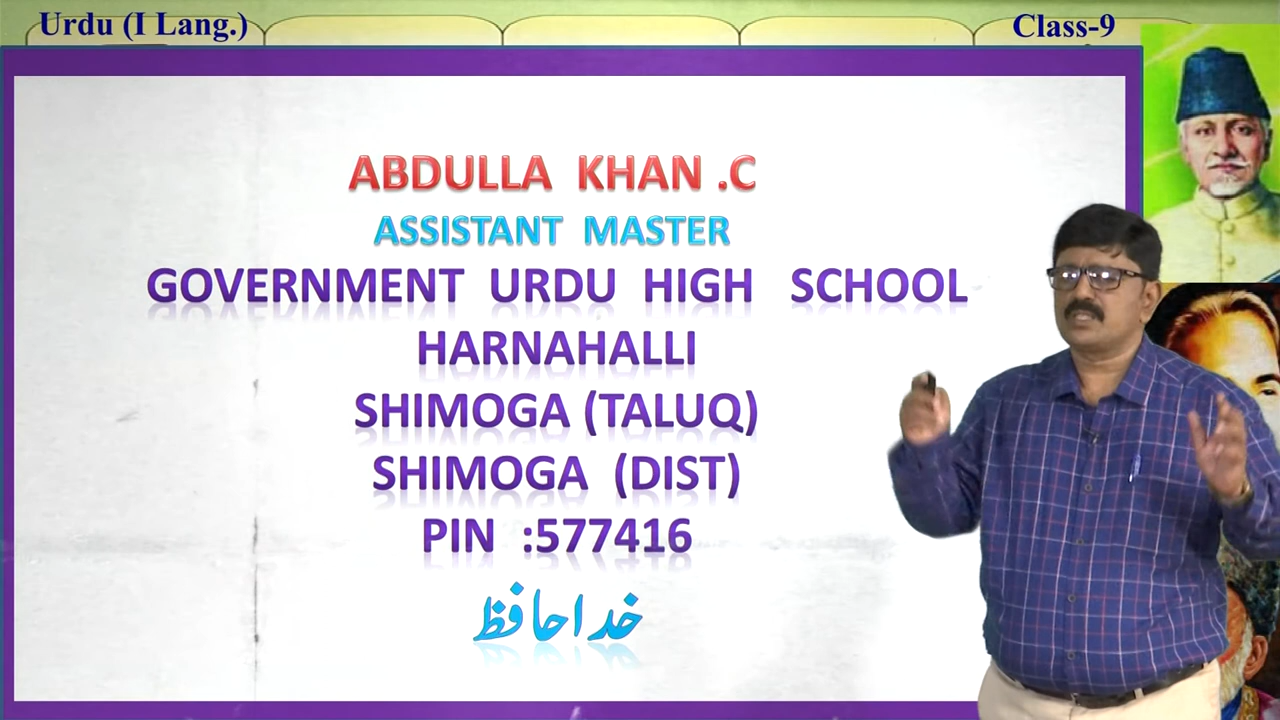 Urdu (I Lang.)
Class-9
ABDULLA KHAN .C
ASSISTANT MASTER
GOVERNMENT URDU HIGH SCHOOL
HARNAHALLI
SHIMOGA (TALUQ)
SHIMOGA (DIST)
PIN :577416
خداحافظ